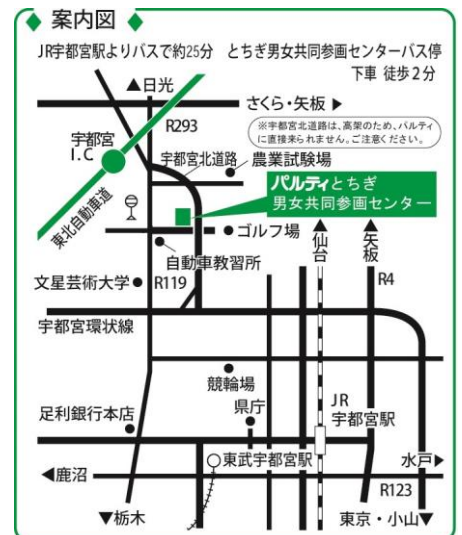 案内図
JR宇都宮駅よりバスで約25分 とちぎ男女共同参画センターバス停
下車 徒歩2分
▲日光
さくら・矢板▶
R293
※宇都宮北道路は、高架のため、パルティ
に直接来られません。ご注意ください。
宇都宮
I.C
宇都宮北道路
農業試験場
パルティとちぎ
男女共同参画センター
東北自動車道
ゴルフ場
▲仙台
▲矢板
自動車教習所
文星芸術大学
R119
R4
宇都宮環状線
競輪場
県庁
JR
宇都宮駅
足利銀行本店
東武宇都宮駅
水戸▶
◀鹿沼
R123
▼栃木
東京・小山▼